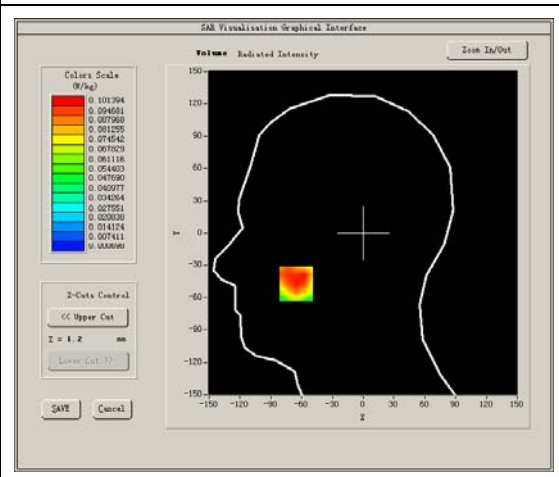 SAR Visualisation Graphical Interface
Volume Radiated Intensity
Zoom In/Out
Colors Scale
(W/kg)
0.101394
0.094681
0.087968
0.081255
0.074542
0.067829
0.061116
0.054403
0.047690
0.040977
0.034264
0.027551
0.020838
0.014124
0.007411
0.000698
Z-Cuts Control
<< Upper Cut
Z = 1.2 mm
Lower Cut >>
SAVE
Cancel
150
120
90
60
30
0
-30
-60
-90
-120
-150
Y
-150 -120 -90 -60 -30 0 30 60 90 120 150
X